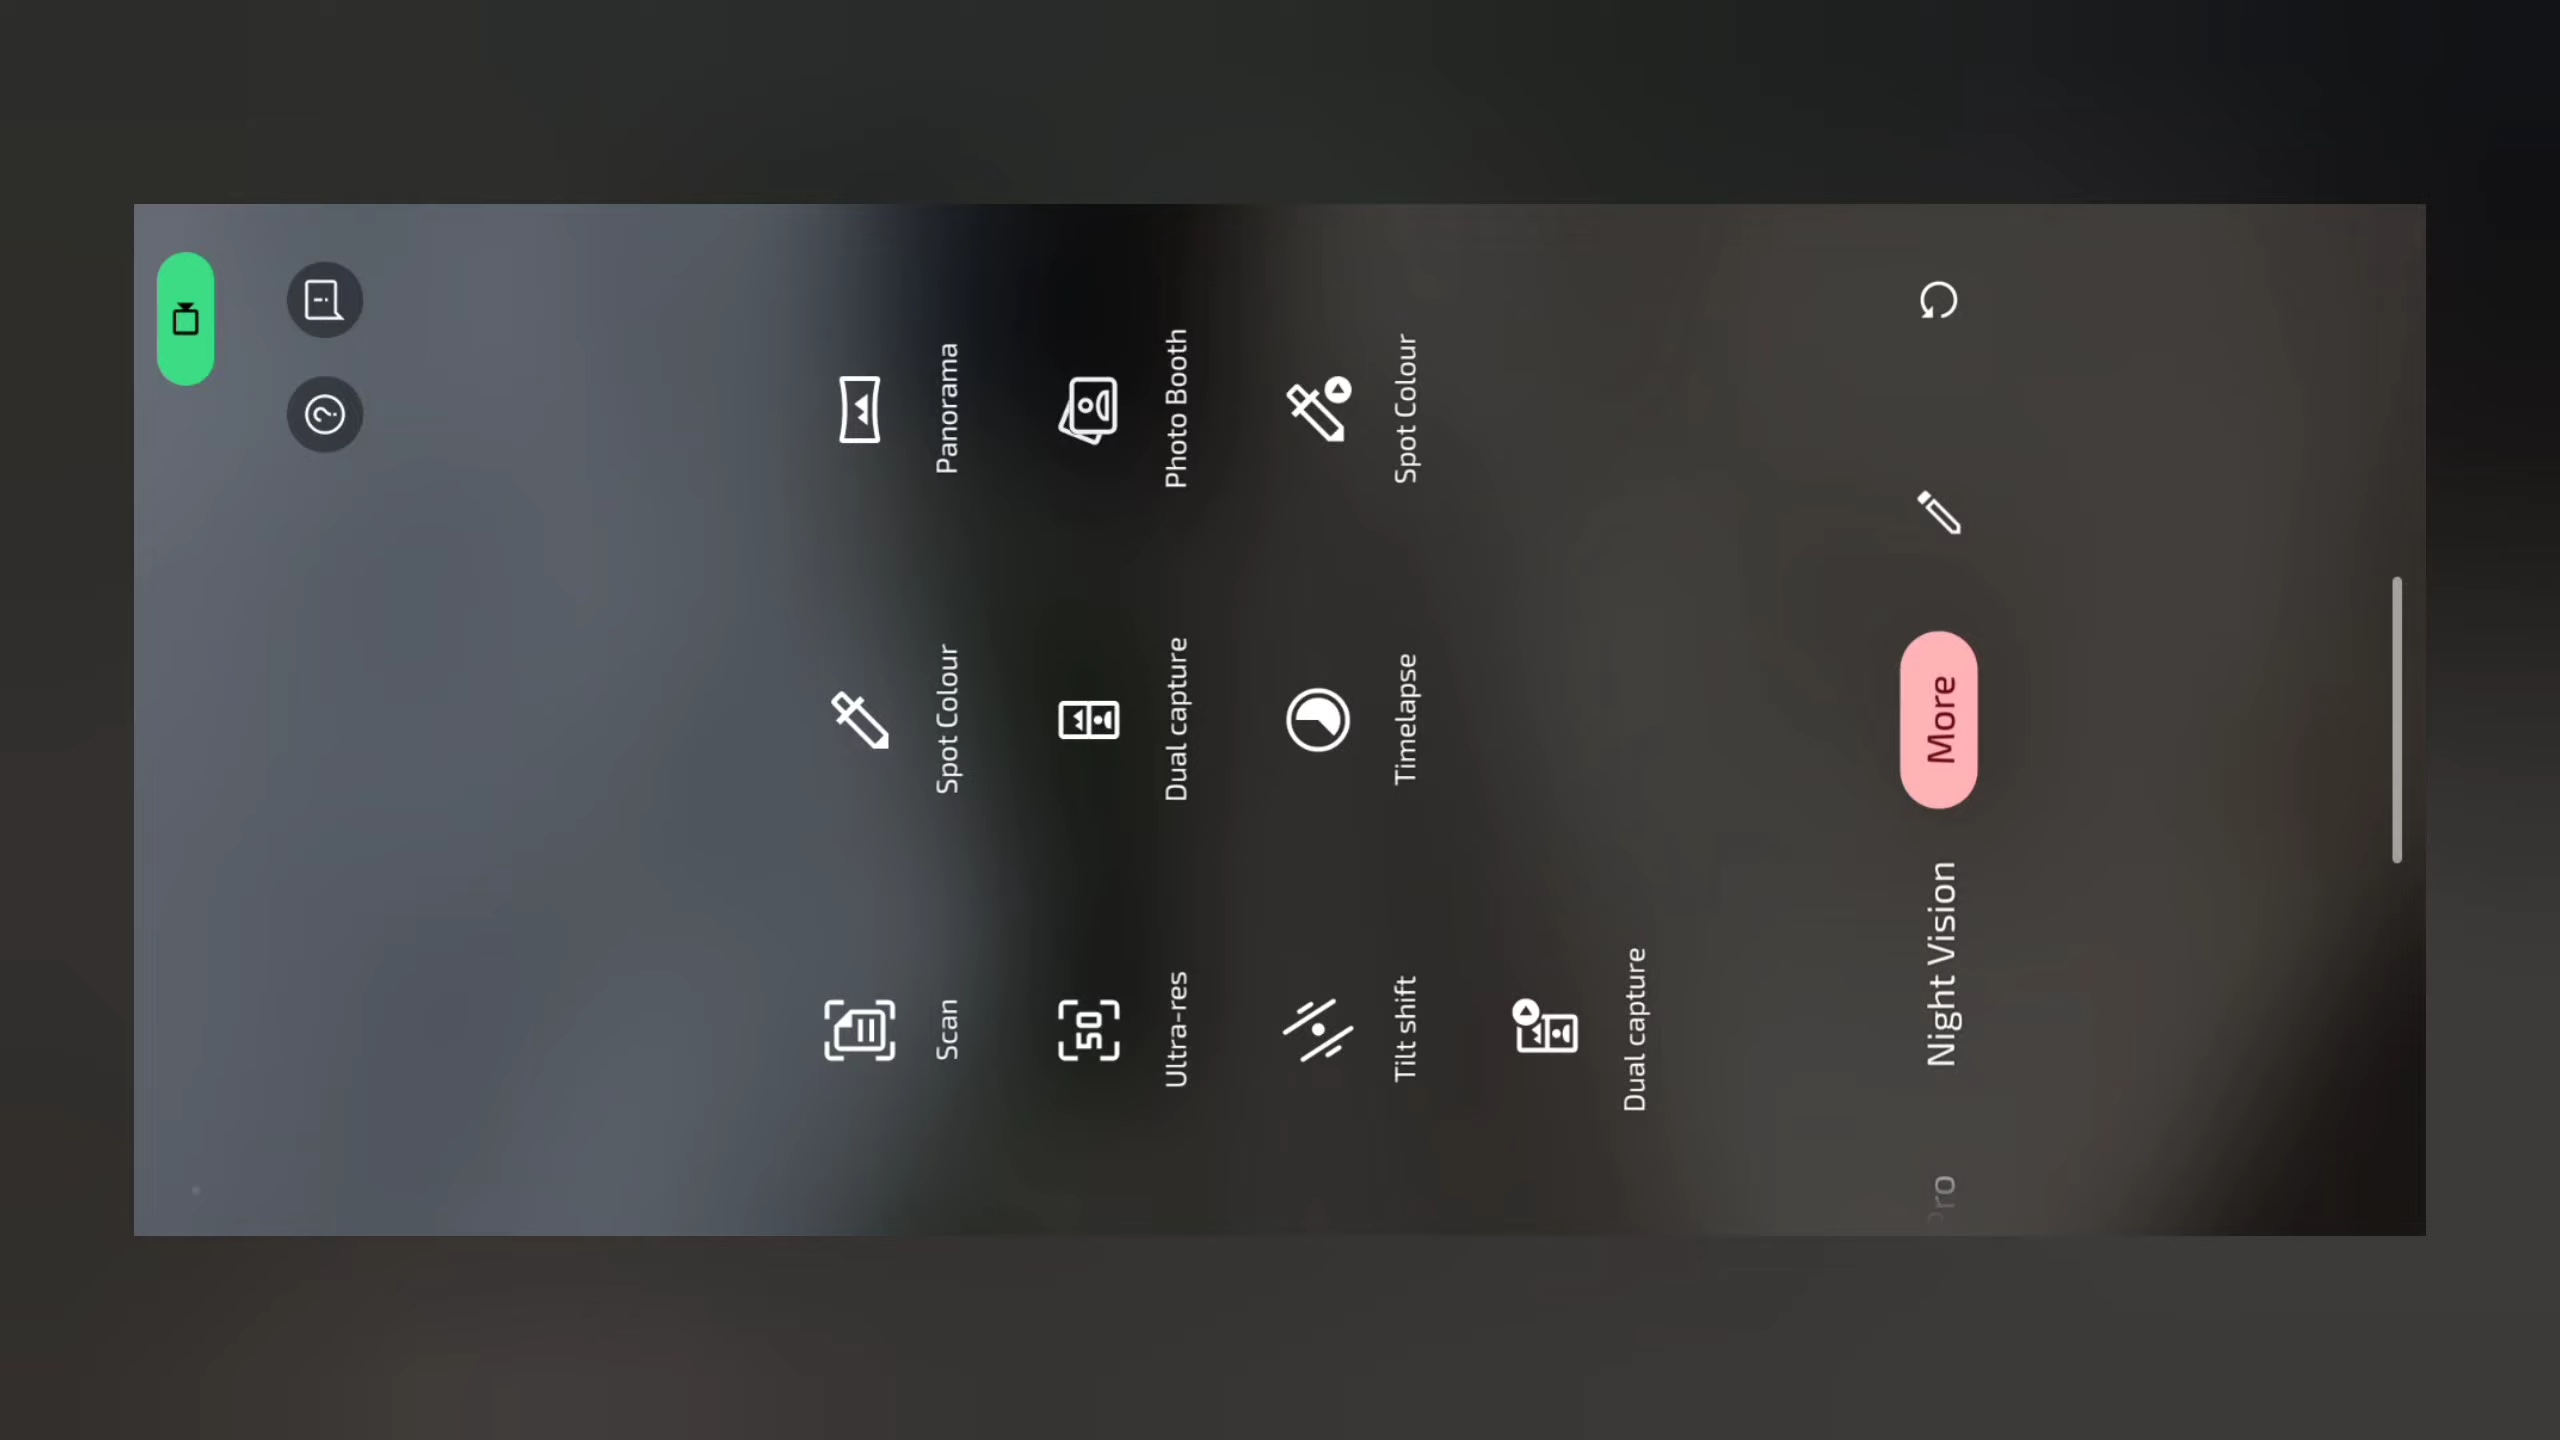 Scan
Spot Colour
Panorama
50
Ultra-res
Dual capture
Photo Booth
Tilt shift
Timelapse
Spot Colour
Dual capture
Night Vision
More